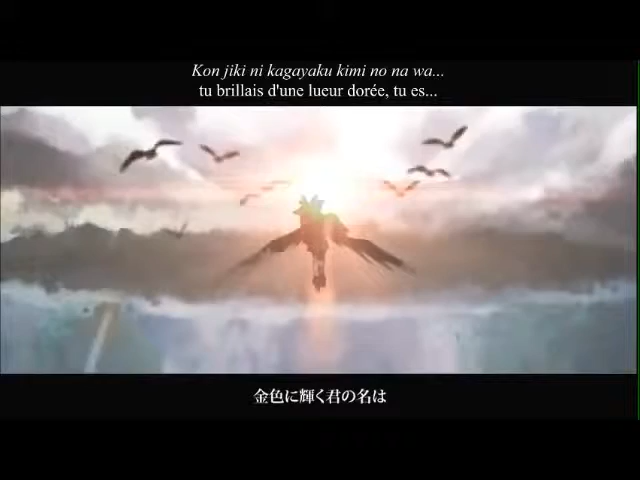 Kon jiki ni kagayaku kimi no na wa...
tu brillais d'une lueur dorée, tu es...
金色に輝く君の名は